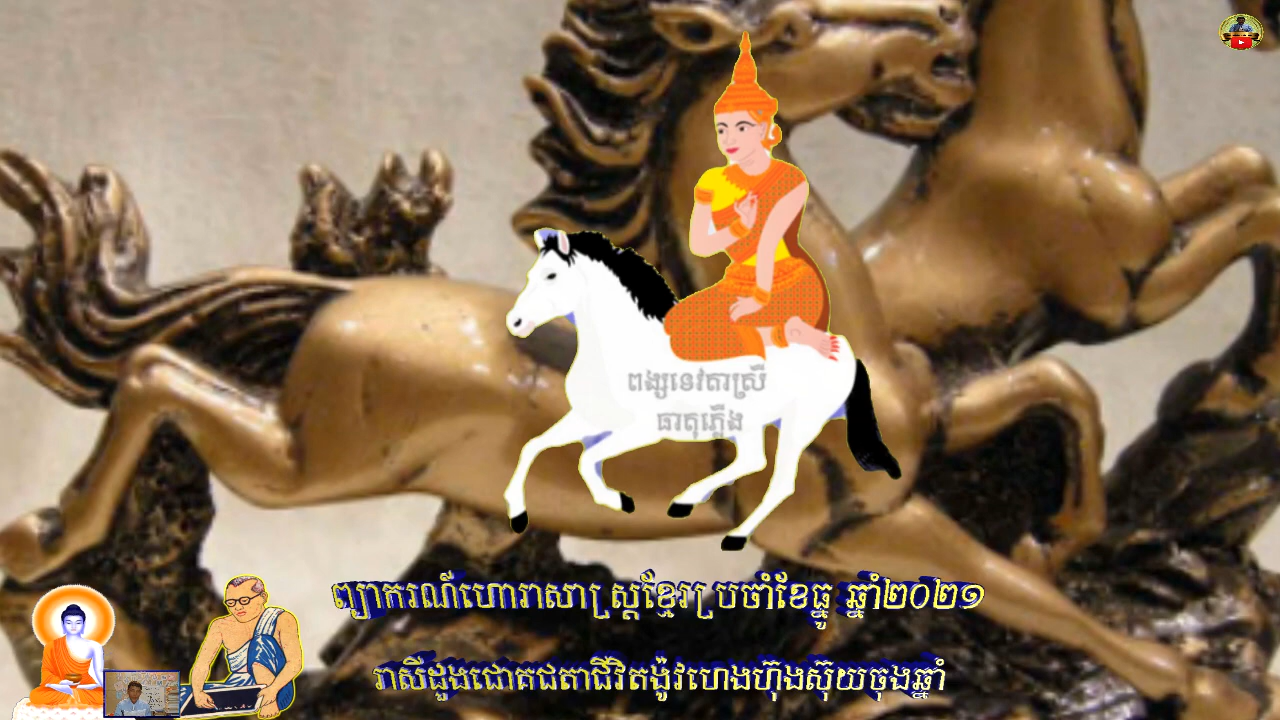 ពង្សទេវតាស្រី
ធាតុភ្លើង
ព្យាករណ៍ហោរាសាស្ត្រខ្មែរប្រចាំខែធ្នូ ឆ្នាំ២០២១
រាសីដួងជោគជតាជីវិតង៉ូវហេងហ៊ុងស៊ុយចុងឆ្នាំ